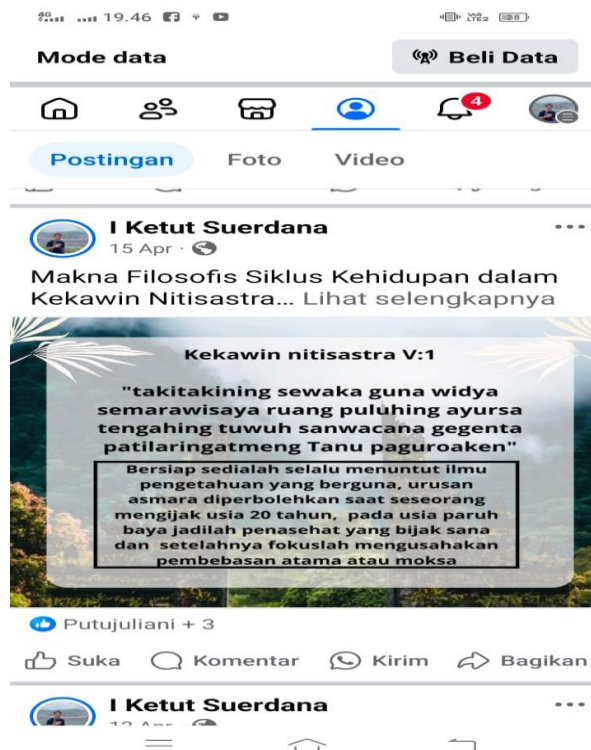 4G 19.46
Mode data
Beli Data
4
Postingan Foto Video
I Ketut Suerdana
15 Apr ·
Makna Filosofis Siklus Kehidupan dalam
Kekawin Nitisastra... Lihat selengkapnya
Kekawin nitisastra V:1
"takitakining sewaka guna widya
semarawisaya ruang puluhing ayursa
tengahing tuwuh sanwacana gegenta
patilaringatmeng Tanu paguroaken"
Bersiap sedialah selalu menuntut ilmu
pengetahuan yang berguna, urusan
asmara diperbolehkan saat seseorang
mengijak usia 20 tahun, pada usia paruh
baya jadilah penasehat yang bijak sana
dan setelahnya fokuslah mengusahakan
pembebasan atama atau moksa
Putujuliani + 3
Suka Komentar Kirim Bagikan
I Ketut Suerdana